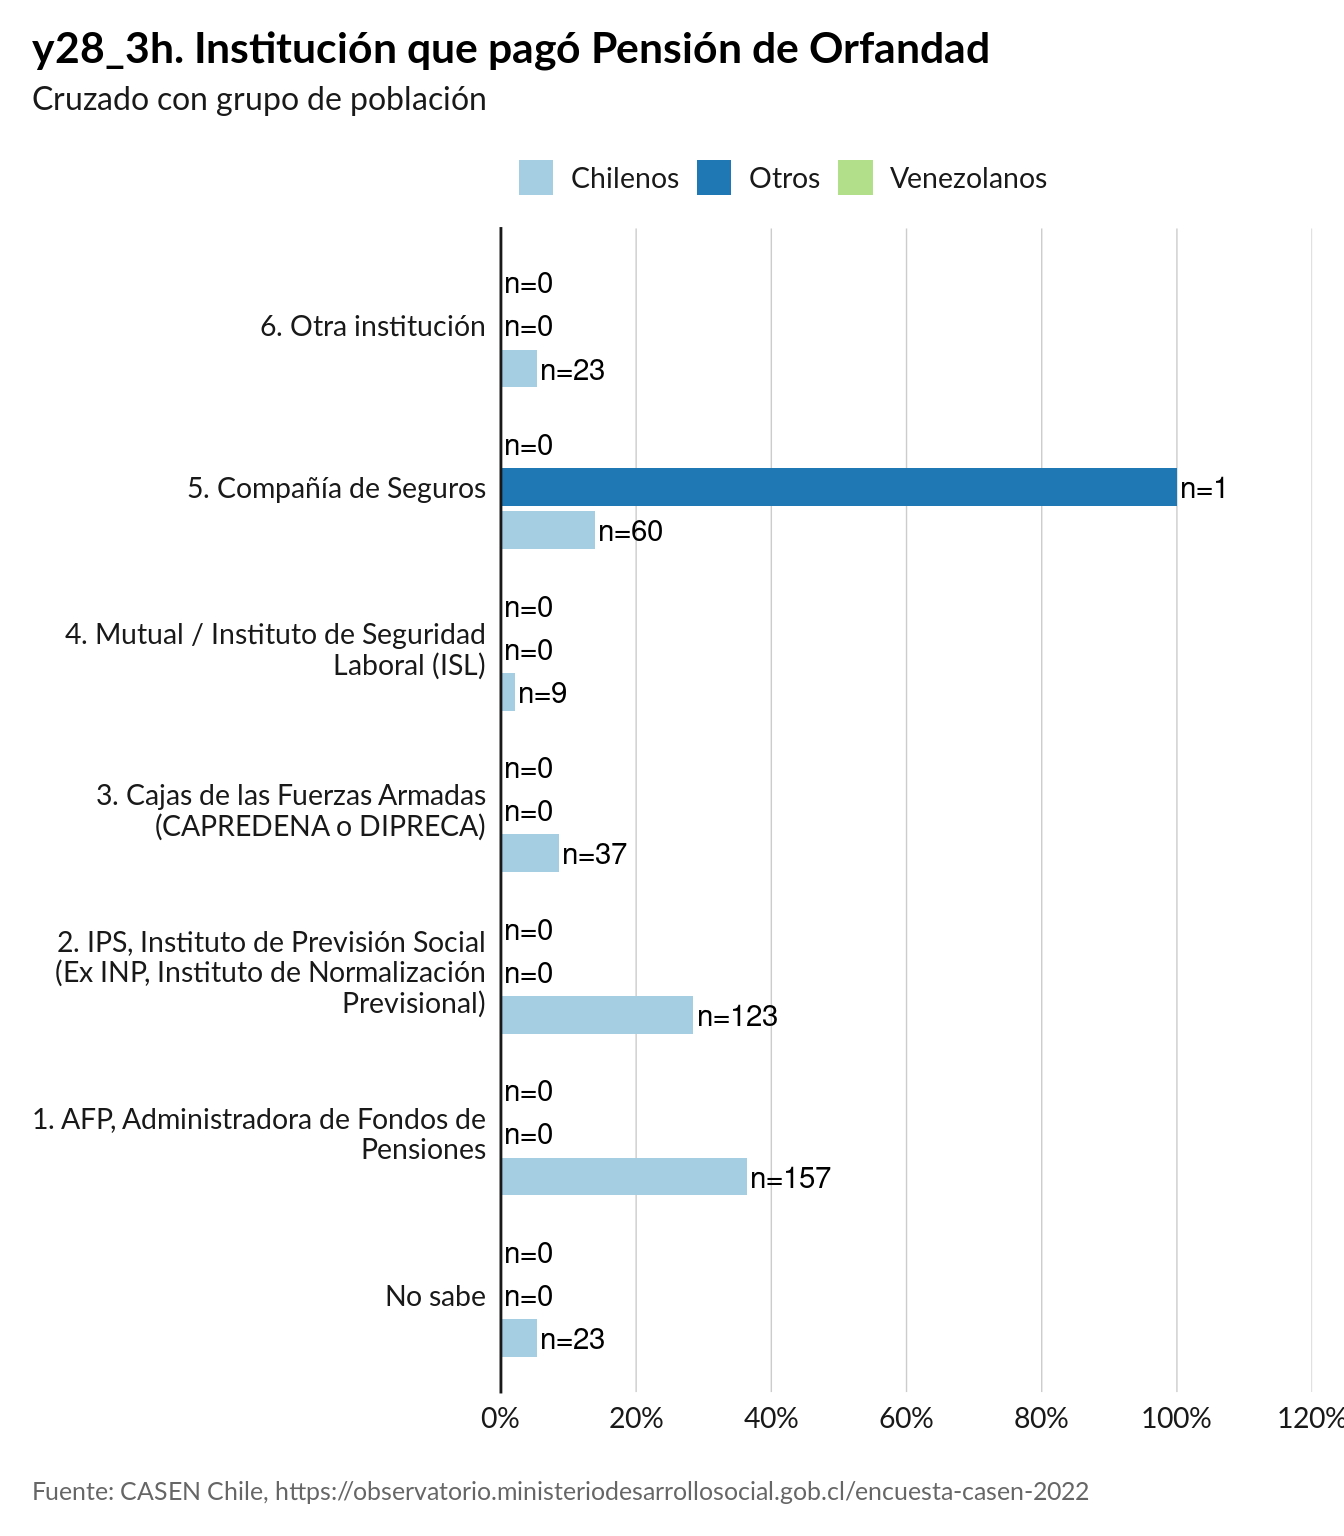 y28_3h. Institución que pagó Pensión de Orfandad
Cruzado con grupo de población
Chilenos Otros Venezolanos
n=0
6. Otra institución n=0
n=23
n=0
5. Compañía de Seguros n=1
n=60
n=0
4. Mutual / Instituto de Seguridad
Laboral (ISL)
n=0
n=9
n=0
3. Cajas de las Fuerzas Armadas
(CAPREDENA o DIPRECA)
n=0
n=37
n=0
2. IPS, Instituto de Previsión Social
(Ex INP, Instituto de Normalización
Previsional)
n=0
n=123
n=0
1. AFP, Administradora de Fondos de
Pensiones
n=0
n=157
n=0
No sabe n=0
n=23
0% 20% 40% 60% 80% 100% 120%
Fuente: CASEN Chile, https://observatorio.ministeriodesarrollosocial.gob.cl/encuesta-casen-2022